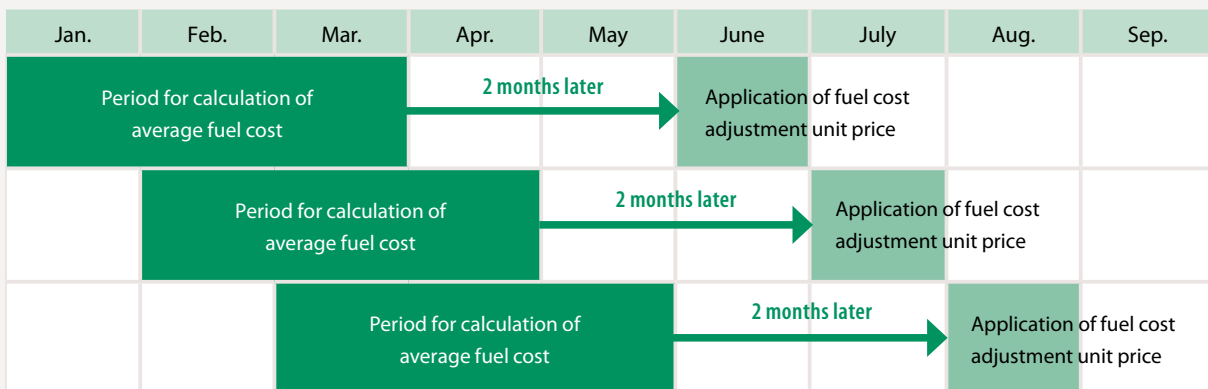 Jan. Feb. Mar. Apr. May June July Aug. Sep.
Period for calculation of
average fuel cost
2 months later
Application of fuel cost
adjustment unit price
Period for calculation of
average fuel cost
2 months later
Application of fuel cost
adjustment unit price
Period for calculation of
average fuel cost
2 months later
Application of fuel cost
adjustment unit price